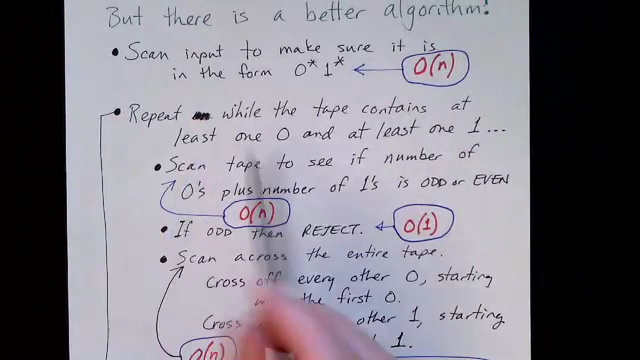 But there is a better algorithm!
• Scan input to make sure it is
in the form 0* 1* O(n)
• Repeat while the tape contains at
least one 0 and at least one 1...
• Scan tape to see if number of
0's plus number of 1's is ODD or EVEN
O(n)
• If ODD then REJECT. O(1)
• Scan across the entire tape.
Cross off every other 0, starting
the first 0.
Cross other 1, starting
O(n) 1.